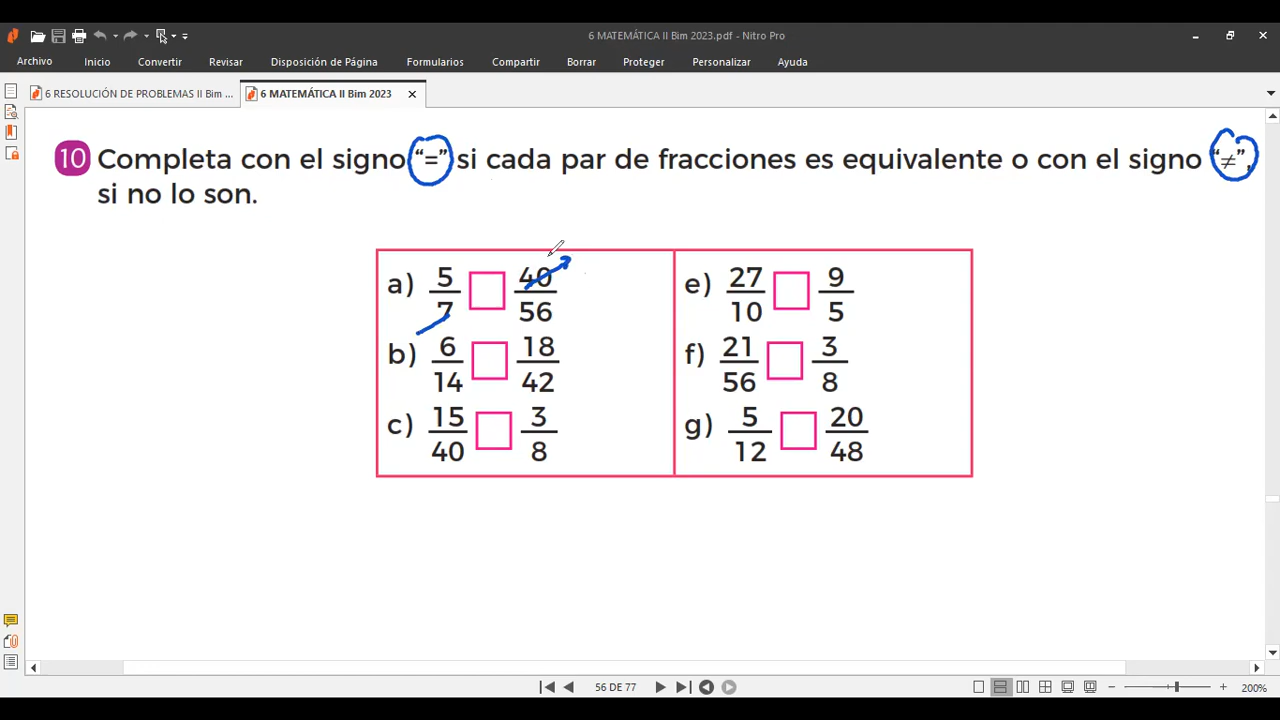 6 MATEMÁTICA II Bim 2023.pdf - Nitro Pro
Archivo Inicio Convertir Revisar Disposición de Página Formularios Compartir Borrar Proteger Personalizar Ayuda
6 RESOLUCIÓN DE PROBLEMAS II Bim ... 6 MATEMÁTICA II Bim 2023
10 Completa con el signo “=” si cada par de fracciones es equivalente o con el signo “≠”,
si no lo son.
a) 5/7 □ 40/56
b) 6/14 □ 18/42
c) 15/40 □ 3/8
e) 27/10 □ 9/5
f) 21/56 □ 3/8
g) 5/12 □ 20/48
56 DE 77
200%